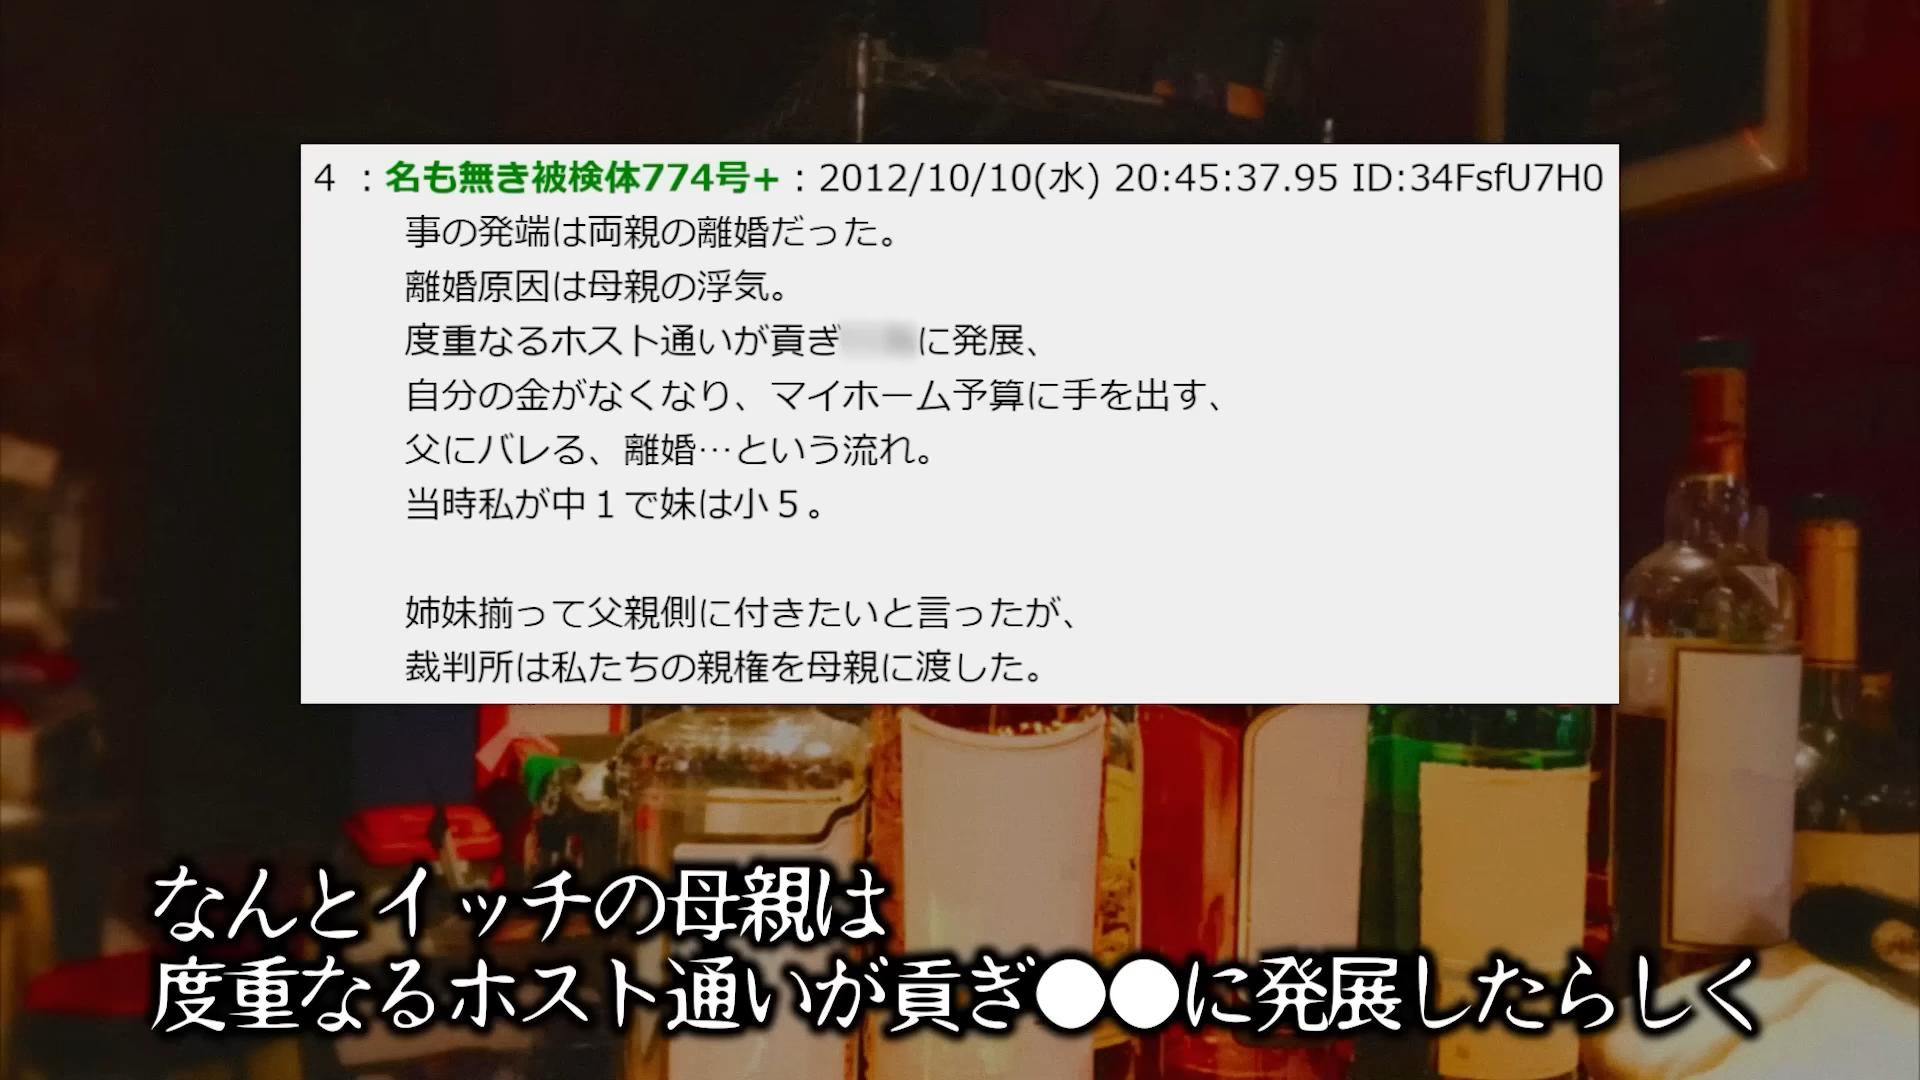 4 ：名も無き被検体774号+：2012/10/10(水) 20:45:37.95 ID:34FsfU7H0
事の発端は両親の離婚だった。
離婚原因は母親の浮気。
度重なるホスト通いが貢ぎ に発展、
自分の金がなくなり、マイホーム予算に手を出す、
父にバレる、離婚…という流れ。
当時私が中１で妹は小５。
姉妹揃って父親側に付きたいと言ったが、
裁判所は私たちの親権を母親に渡した。
なんとイッチの母親は
度重なるホスト通いが貢ぎ●●に発展したらしく